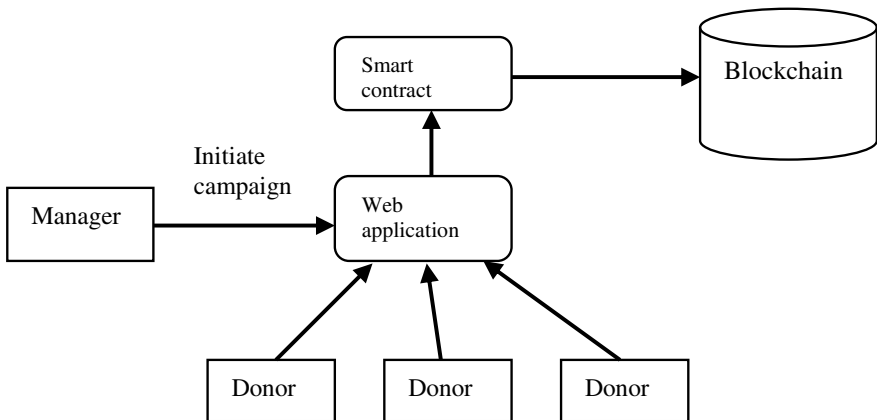 Smart
contract
Blockchain
Initiate
campaign
Manager
Web
application
Donor
Donor
Donor